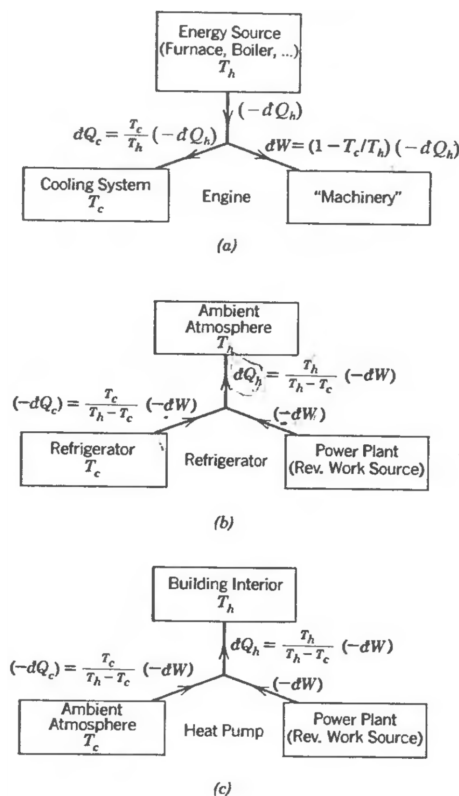 Energy Source
(Furnace, Boiler, ...)
T_h
(-đQ_h)
đQ_c = T_c/T_h (-đQ_h)
đW = (1 - T_c/T_h) (-đQ_h)
Cooling System
T_c
Engine
"Machinery"
(a)
Ambient
Atmosphere
T_h
đQ_h = T_h/(T_h - T_c) (-đW)
(-đQ_c) = T_c/(T_h - T_c) (-đW)
(-đW)
Refrigerator
T_c
Refrigerator
Power Plant
(Rev. Work Source)
(b)
Building Interior
T_h
đQ_h = T_h/(T_h - T_c) (-đW)
(-đQ_c) = T_c/(T_h - T_c) (-đW)
(-đW)
Ambient
Atmosphere
T_c
Heat Pump
Power Plant
(Rev. Work Source)
(c)